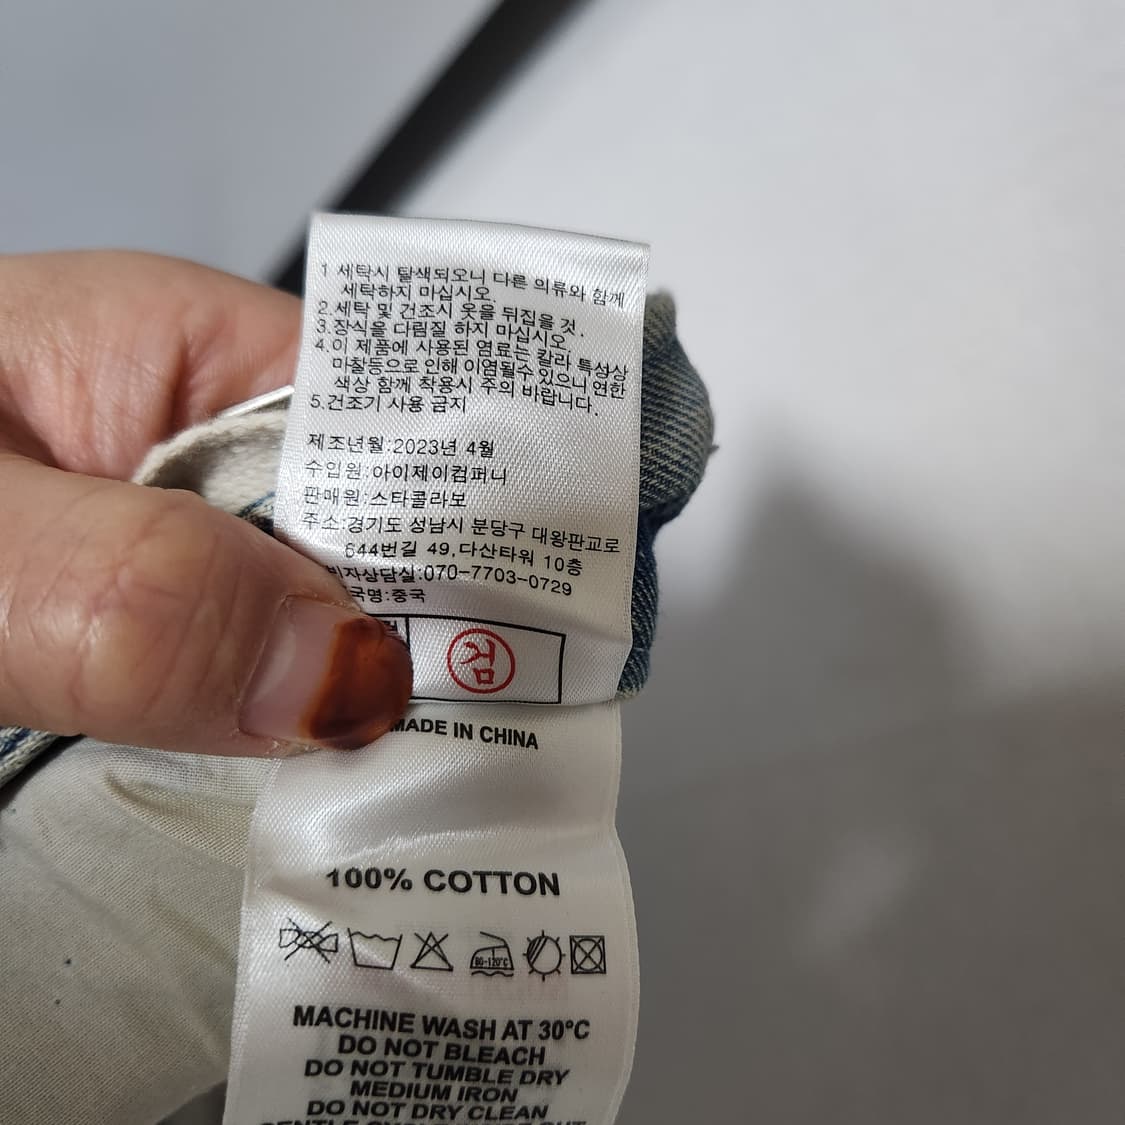 1 세탁시 탈색되오니 다른 의류와 함께
세탁하지 마십시오.
2.세탁 및 건조시 옷을 뒤집을것.
3.장식을 다림질 하지 마십시오.
4.이 제품에 사용된 염료는 칼라 특성상
마찰등으로 인해 이염될수 있으니 연한
색상 함께 착용시 주의 바랍니다.
5.건조기 사용 금지
제조년월:2023년 4월
수입원:아이제이컴퍼니
판매원:스타콜라보
주소:경기도 성남시 분당구 대왕판교로
644번길 49,다산타워 10층
비자상담실:070-7703-0729
국명:중국
검
MADE IN CHINA
100% COTTON
80-120°C
MACHINE WASH AT 30°C
DO NOT BLEACH
DO NOT TUMBLE DRY
MEDIUM IRON
DO NOT DRY CLEAN